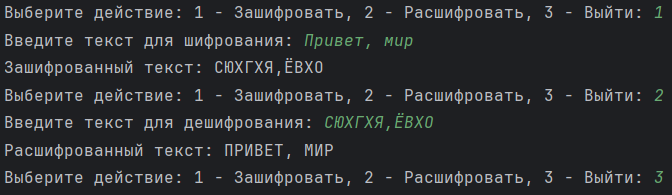 Выберите действие: 1 - Зашифровать, 2 - Расшифровать, 3 - Выйти: 1
Введите текст для шифрования: Привет, мир
Зашифрованный текст: СЮХГХЯ,ЁВХО
Выберите действие: 1 - Зашифровать, 2 - Расшифровать, 3 - Выйти: 2
Введите текст для дешифрования: СЮХГХЯ,ЁВХО
Расшифрованный текст: ПРИВЕТ, МИР
Выберите действие: 1 - Зашифровать, 2 - Расшифровать, 3 - Выйти: 3